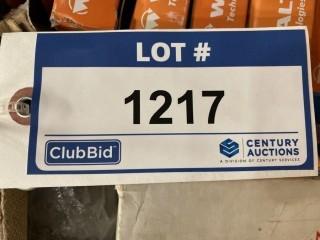 LOT #
1217
ClubBid
CENTURY
AUCTIONS
A DIVISION OF CENTURY SERVICES